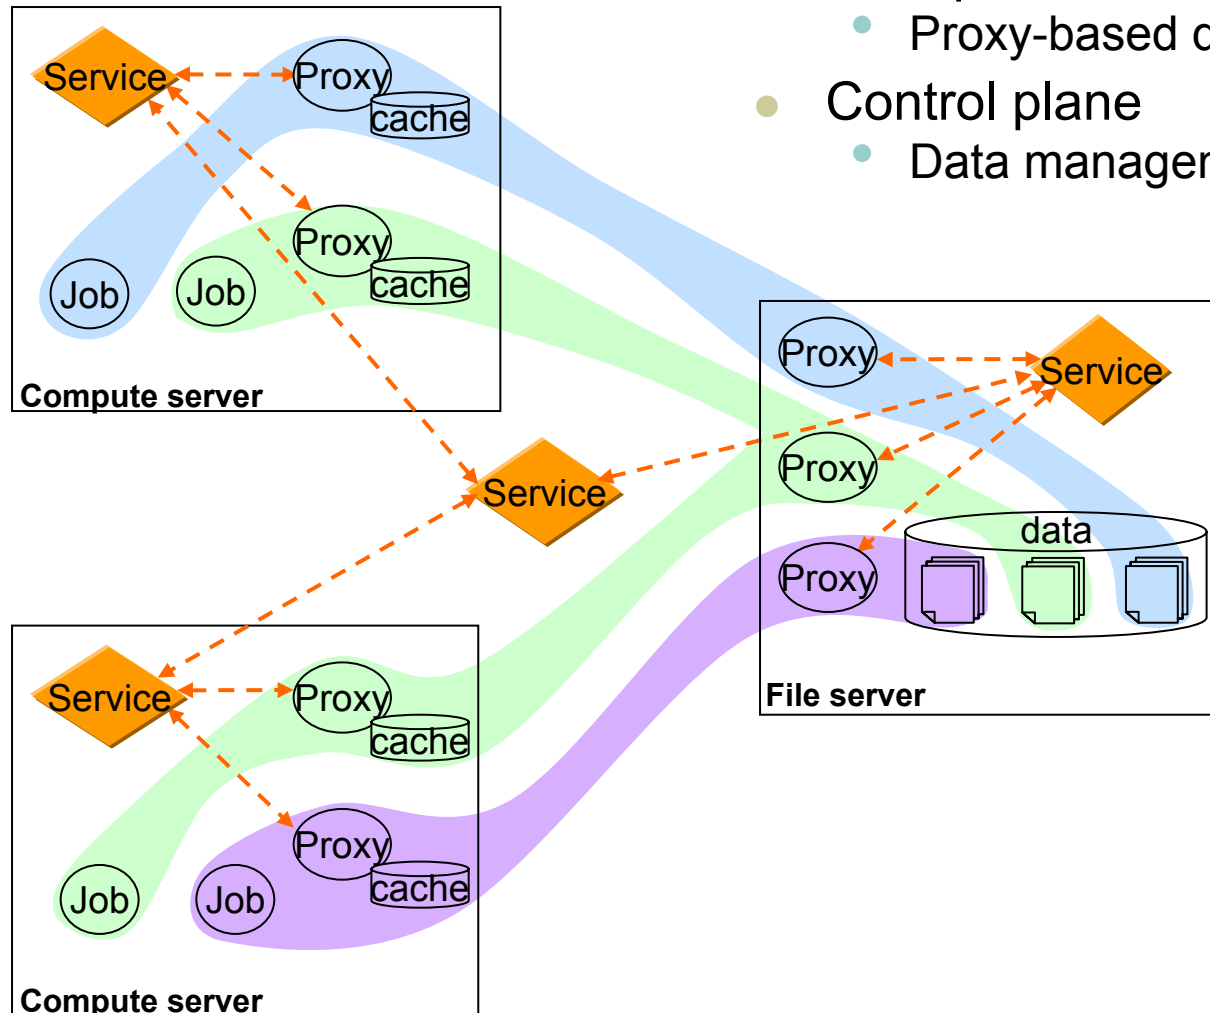 Proxy-based
Control plane
Data
Service
Proxy
cache
Proxy
cache
Job
Job
Compute server
Proxy
Service
Proxy
Proxy
data
File server
Service
Service
Proxy
cache
Proxy
cache
Job
Job
Compute server